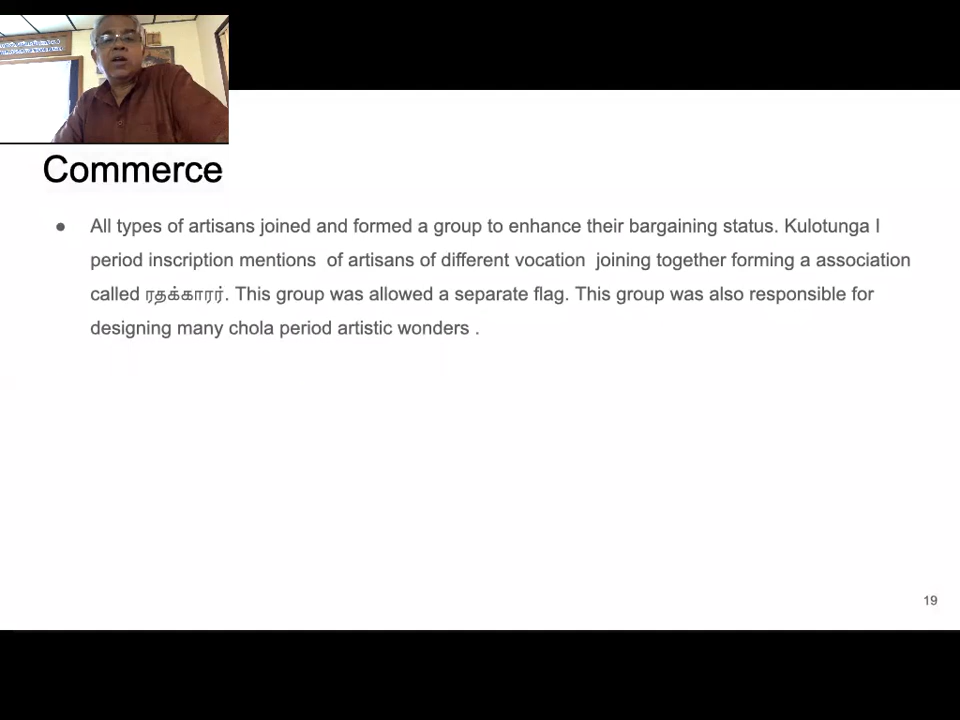 Commerce
● All types of artisans joined and formed a group to enhance their bargaining status. Kulotunga I
period inscription mentions  of artisans of different vocation  joining together forming a association
called ரதக்காரர். This group was allowed a separate flag. This group was also responsible for
designing many chola period artistic wonders .
19